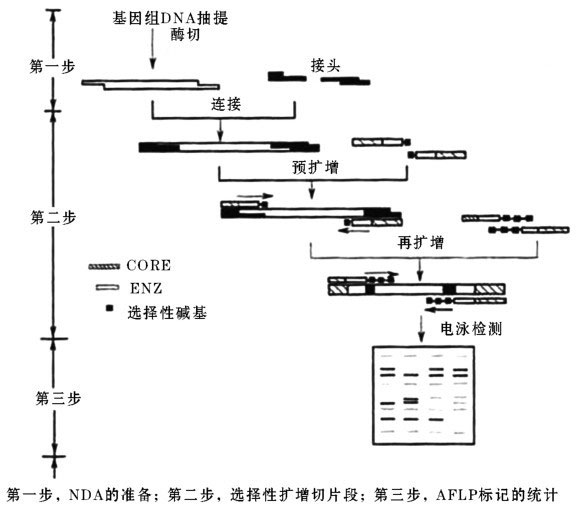 基因组DNA抽提
酶切
第一步
接头
连接
预扩增
第二步
再扩增
CORE
ENZ
选择性碱基
电泳检测
第三步
第一步，NDA的准备；第二步，选择性扩增切片段；第三步，AFLP标记的统计